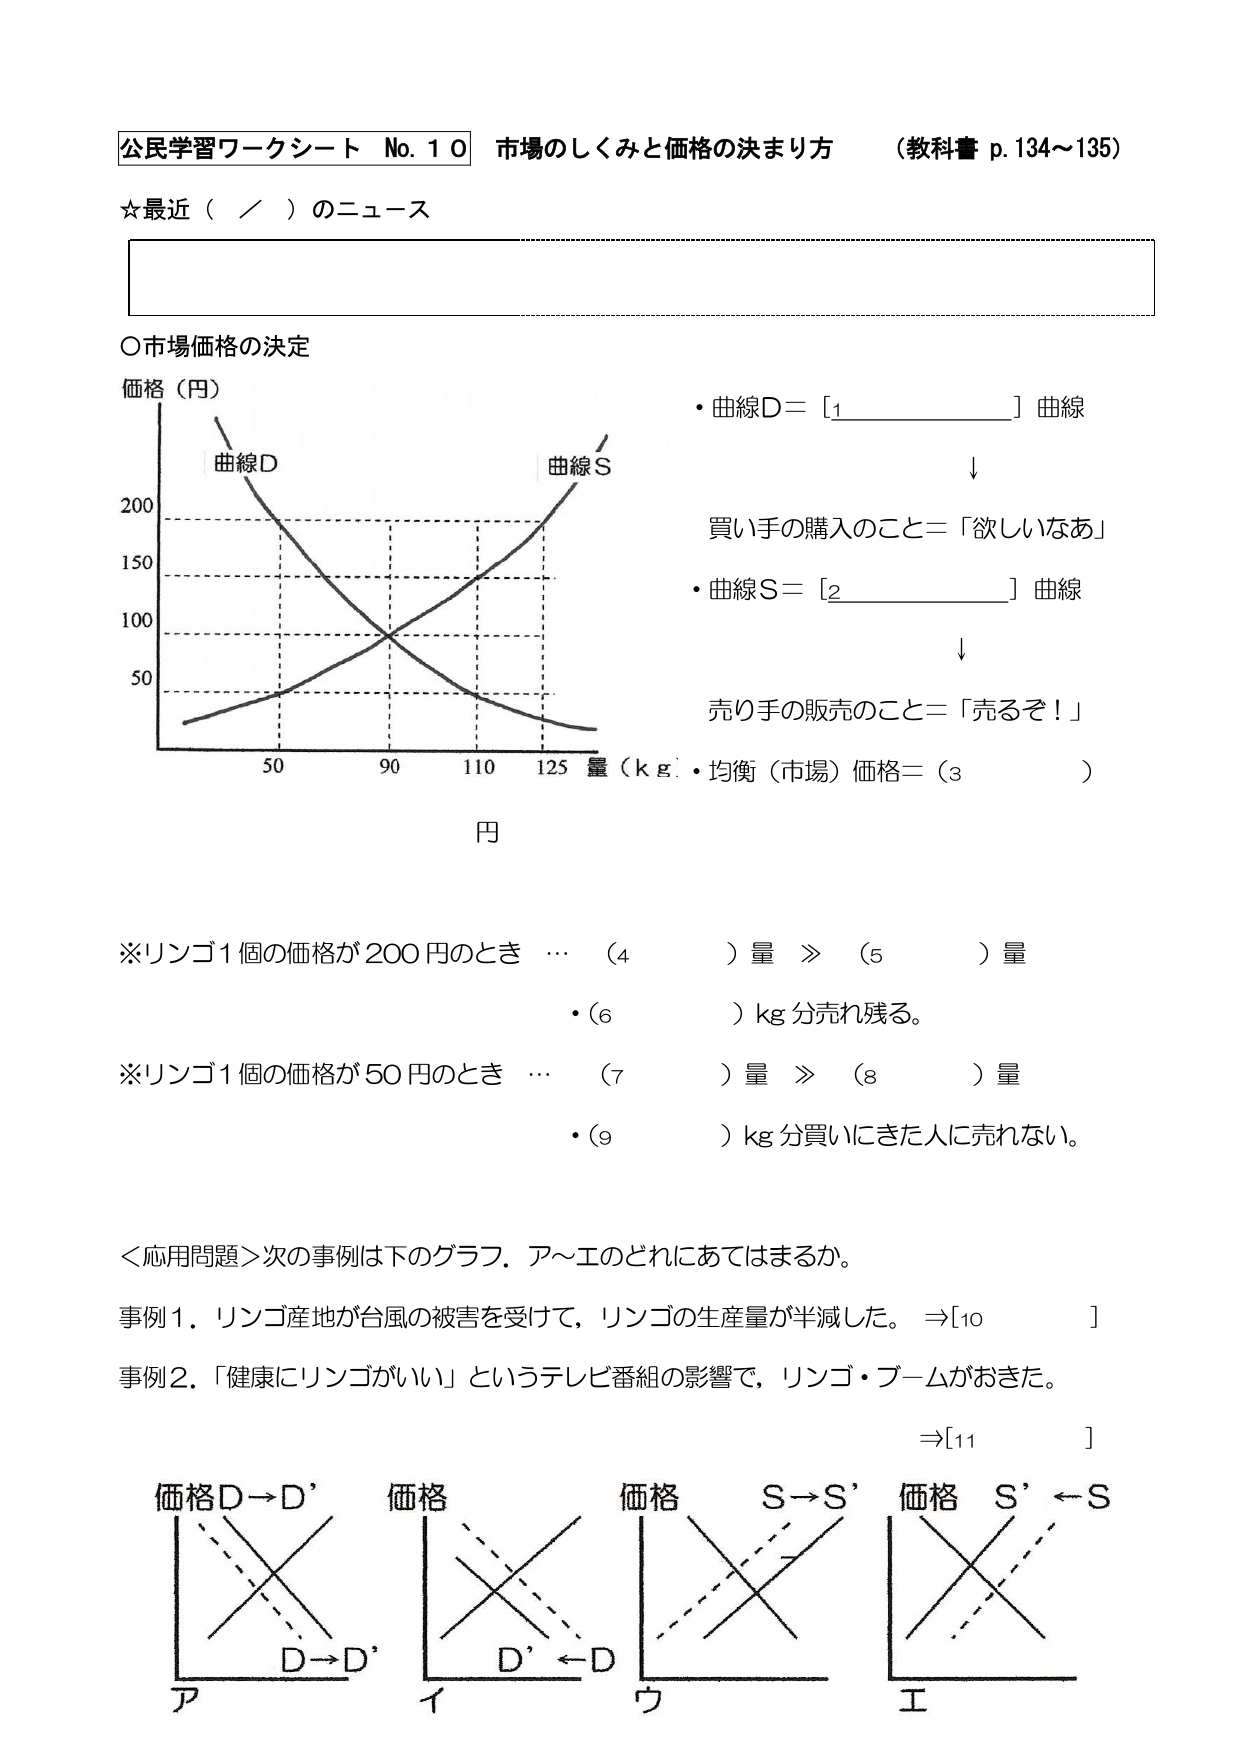 公民学習ワークシート　No.１０　市場のしくみと価格の決まり方　　（教科書 p.134～135）
☆最近（　／　）のニュース
○市場価格の決定
価格（円）
曲線D
曲線S
200
150
100
50
50 90 110 125 量（kg）
・曲線D＝［1　　　　　　　］曲線
↓
買い手の購入のこと＝「欲しいなあ」
・曲線S＝［2　　　　　　　］曲線
↓
売り手の販売のこと＝「売るぞ！」
・均衡（市場）価格＝（3　　　　　）
円
※リンゴ１個の価格が200円のとき　…　（4　　　　）量　≫　（5　　　　）量
・（6　　　　　）kg分売れ残る。
※リンゴ１個の価格が50円のとき　…　（7　　　　）量　≫　（8　　　　）量
・（9　　　　　）kg分買いにきた人に売れない。
＜応用問題＞次の事例は下のグラフ．ア～エのどれにあてはまるか。
事例１．リンゴ産地が台風の被害を受けて，リンゴの生産量が半減した。　⇒[10　　　　　]
事例２．「健康にリンゴがいい」というテレビ番組の影響で，リンゴ・ブームがおきた。
⇒[11　　　　　]
価格 D→D’
D→D’
ア
価格
D’ ←D
イ
価格　S→S’
ウ
価格　S’ ←S
エ